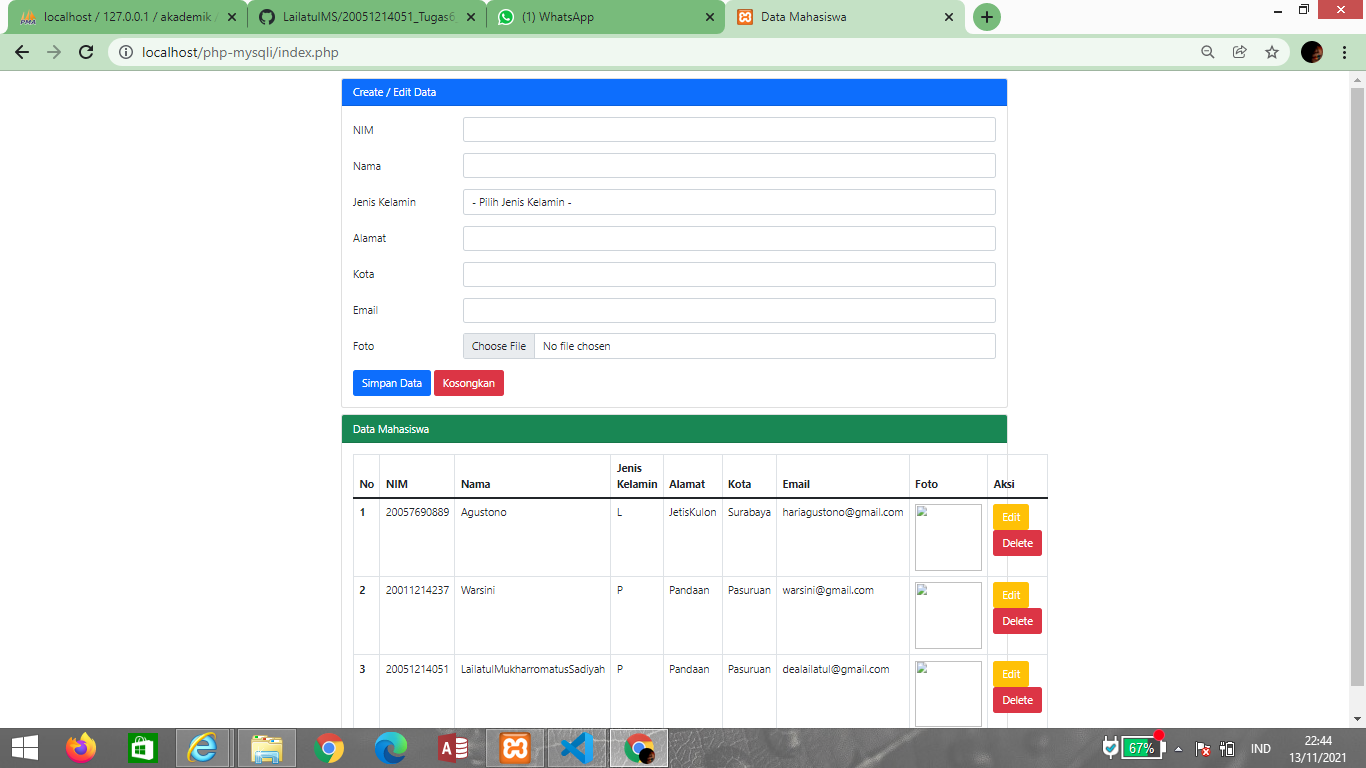 localhost / 127.0.0.1 / akademik /
LailatulMS/20051214051_Tugas6
(1) WhatsApp
Data Mahasiswa
localhost/php-mysqli/index.php
Create / Edit Data
NIM
Nama
Jenis Kelamin - Pilih Jenis Kelamin -
Alamat
Kota
Email
Foto Choose File No file chosen
Simpan Data Kosongkan
Data Mahasiswa
No NIM Nama Jenis Kelamin Alamat Kota Email Foto Aksi
1 20057690889 Agustono L JetisKulon Surabaya hariagustono@gmail.com Edit
Delete
2 20011214237 Warsini P Pandaan Pasuruan warsini@gmail.com Edit
Delete
3 20051214051 LailatulMukharromatusSadiyah P Pandaan Pasuruan dealailatul@gmail.com Edit
Delete
67% IND 22:44
13/11/2021